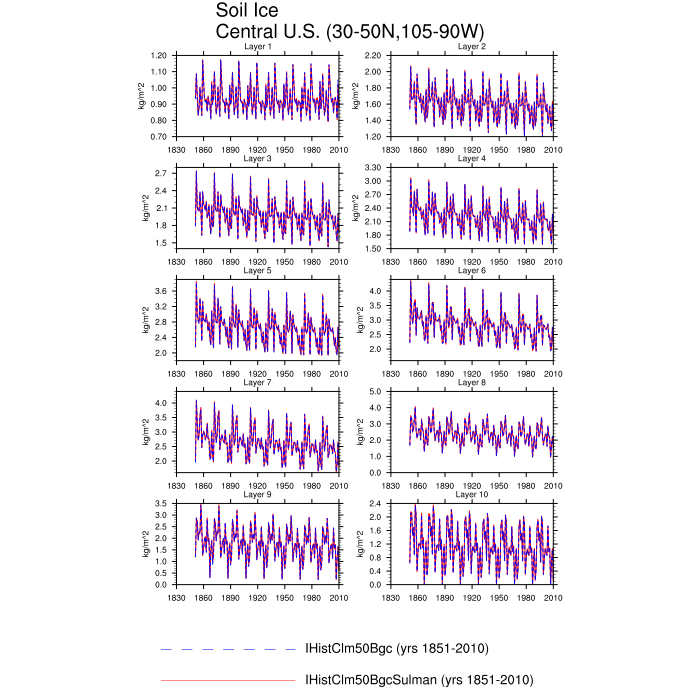 Soil Ice
Central U.S. (30-50N,105-90W)
Layer 1
Layer 2
1.20
1.10
1.00
0.90
0.80
0.70
kg/m^2
1830 1860 1890 1920 1950 1980 2010
2.20
2.00
1.80
1.60
1.40
1.20
kg/m^2
1830 1860 1890 1920 1950 1980 2010
Layer 3
Layer 4
2.7
2.4
2.1
1.8
1.5
kg/m^2
1830 1860 1890 1920 1950 1980 2010
3.30
3.00
2.70
2.40
2.10
1.80
1.50
kg/m^2
1830 1860 1890 1920 1950 1980 2010
Layer 5
Layer 6
3.6
3.2
2.8
2.4
2.0
kg/m^2
1830 1860 1890 1920 1950 1980 2010
4.0
3.5
3.0
2.5
2.0
kg/m^2
1830 1860 1890 1920 1950 1980 2010
Layer 7
Layer 8
4.0
3.5
3.0
2.5
2.0
kg/m^2
1830 1860 1890 1920 1950 1980 2010
5.0
4.0
3.0
2.0
1.0
0.0
kg/m^2
1830 1860 1890 1920 1950 1980 2010
Layer 9
Layer 10
3.5
3.0
2.5
2.0
1.5
1.0
0.5
0.0
kg/m^2
1830 1860 1890 1920 1950 1980 2010
2.4
2.0
1.6
1.2
0.8
0.4
0.0
kg/m^2
1830 1860 1890 1920 1950 1980 2010
IHistClm50Bgc (yrs 1851-2010)
IHistClm50BgcSulman (yrs 1851-2010)